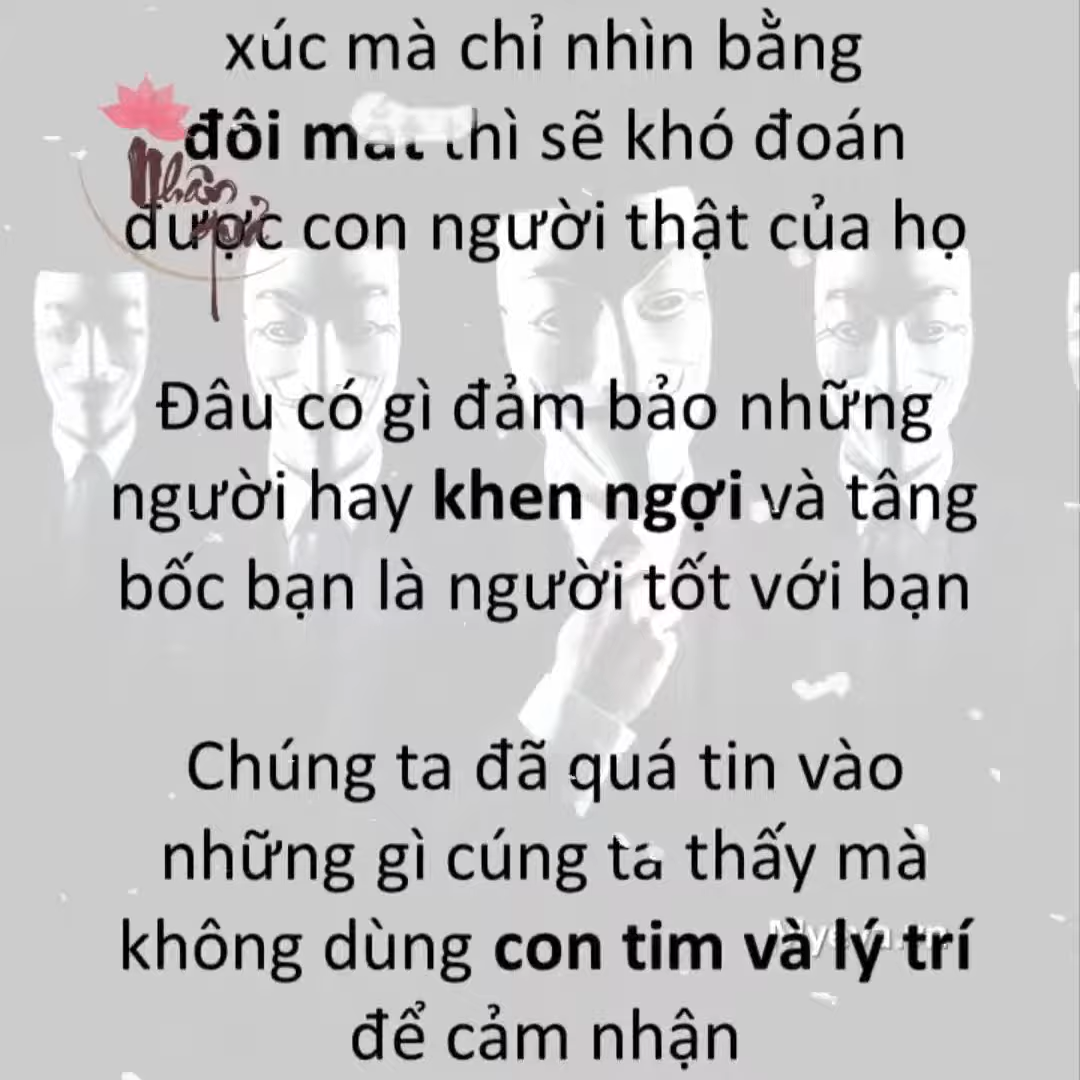 xúc mà chỉ nhìn bằng
đôi mắt thì sẽ khó đoán
được con người thật của họ
Nhân
quả
Đâu có gì đảm bảo những
người hay khen ngợi và tâng
bốc bạn là người tốt với bạn
Chúng ta đã quá tin vào
những gì cúng ta thấy mà
không dùng con tim và lý trí
để cảm nhận